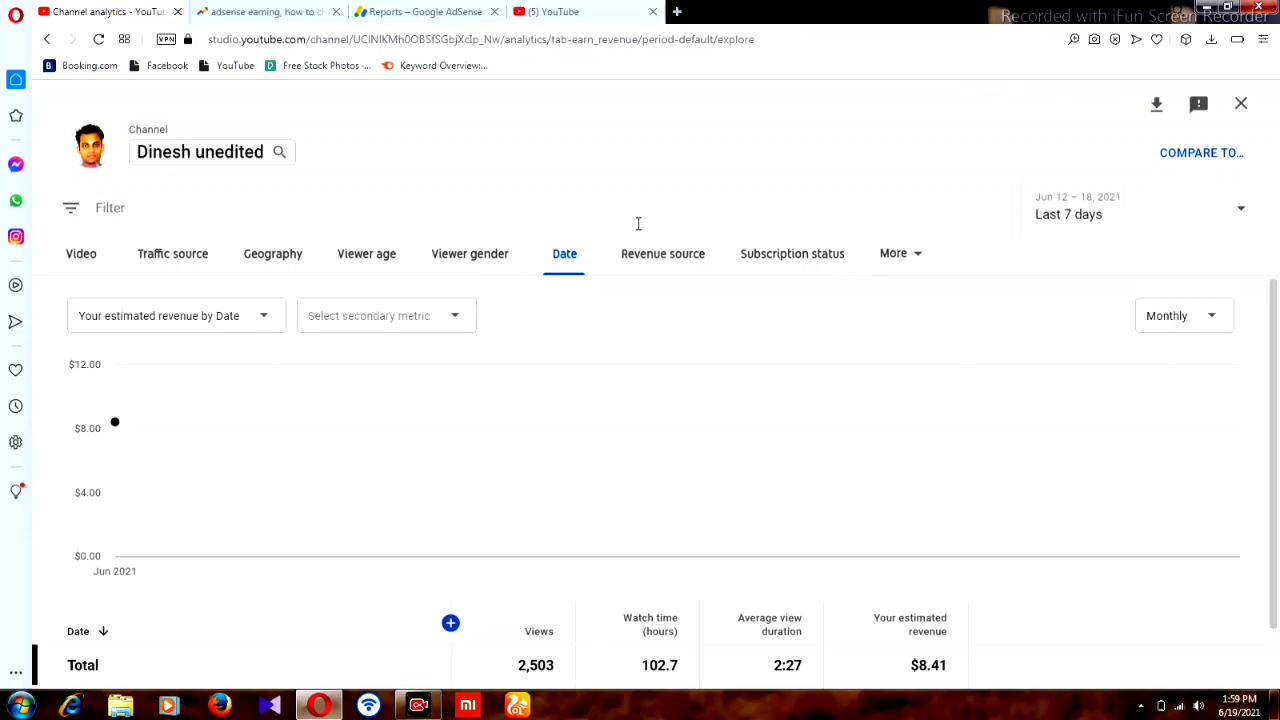 Channel analytics - YouTub
adsense earning, how to c
Reports – Google AdSense
(5) YouTube
Recorded with iFun Screen Recorder
VPN
studio.youtube.com/channel/UClNlKMh0OBSfSGbjXclp_Nw/analytics/tab-earn_revenue/period-default/explore
Booking.com
Facebook
YouTube
Free Stock Photos -...
Keyword Overview:...
Channel
Dinesh unedited
COMPARE TO...
Filter
Jun 12 – 18, 2021
Last 7 days
Video
Traffic source
Geography
Viewer age
Viewer gender
Date
Revenue source
Subscription status
More
Your estimated revenue by Date
Select secondary metric
Monthly
$12.00
$8.00
$4.00
$0.00
Jun 2021
Date
Views
Watch time
(hours)
Average view
duration
Your estimated
revenue
Total
2,503
102.7
2:27
$8.41
mi
1:59 PM
6/19/2021